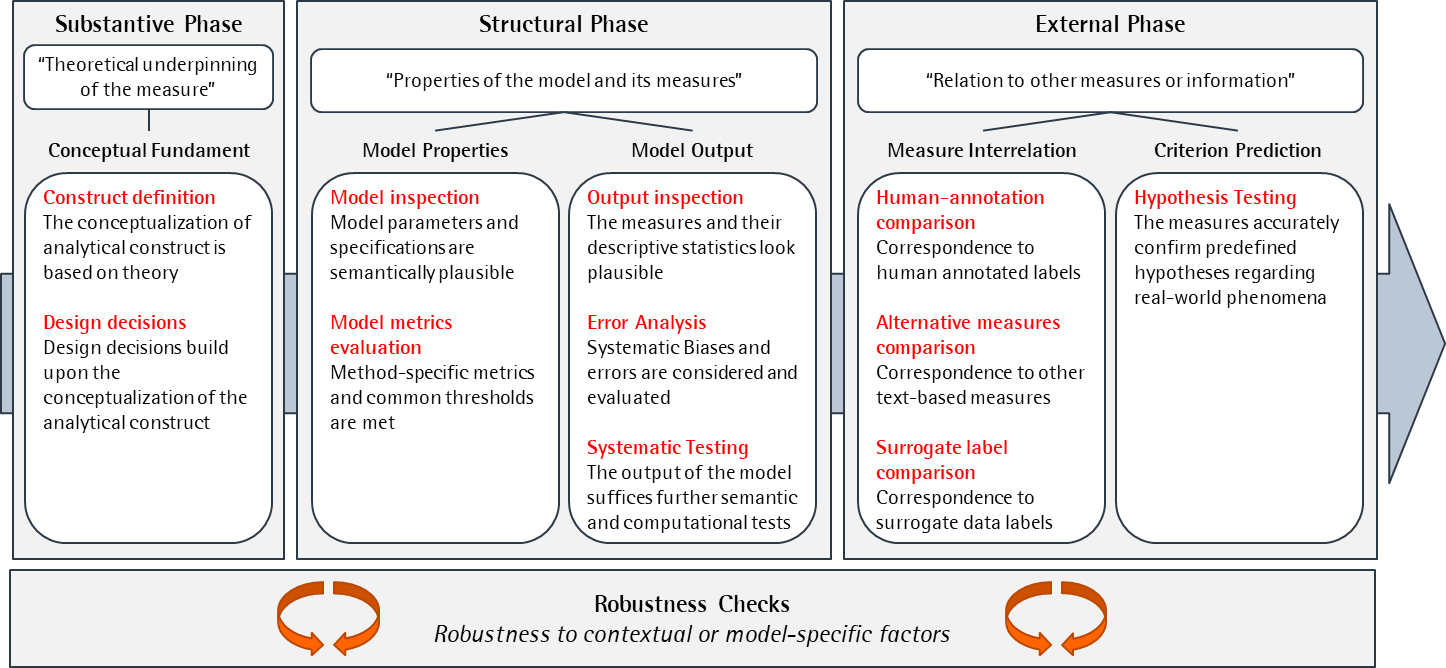 Substantive Phase
“Theoretical underpinning
of the measure”
Conceptual Fundament
Construct definition
The conceptualization of
analytical construct is
based on theory
Design decisions
Design decisions build
upon the
conceptualization of the
analytical construct
Structural Phase
“Properties of the model and its measures”
Model Properties
Model inspection
Model parameters and
specifications are
semantically plausible
Model metrics
evaluation
Method-specific metrics
and common thresholds
are met
Model Output
Output inspection
The measures and their
descriptive statistics look
plausible
Error Analysis
Systematic Biases and
errors are considered and
evaluated
Systematic Testing
The output of the model
suffices further semantic
and computational tests
External Phase
“Relation to other measures or information”
Measure Interrelation
Human-annotation
comparison
Correspondence to
human annotated labels
Alternative measures
comparison
Correspondence to other
text-based measures
Surrogate label
comparison
Correspondence to
surrogate data labels
Criterion Prediction
Hypothesis Testing
The measures accurately
confirm predefined
hypotheses regarding
real-world phenomena
Robustness Checks
Robustness to contextual or model-specific factors